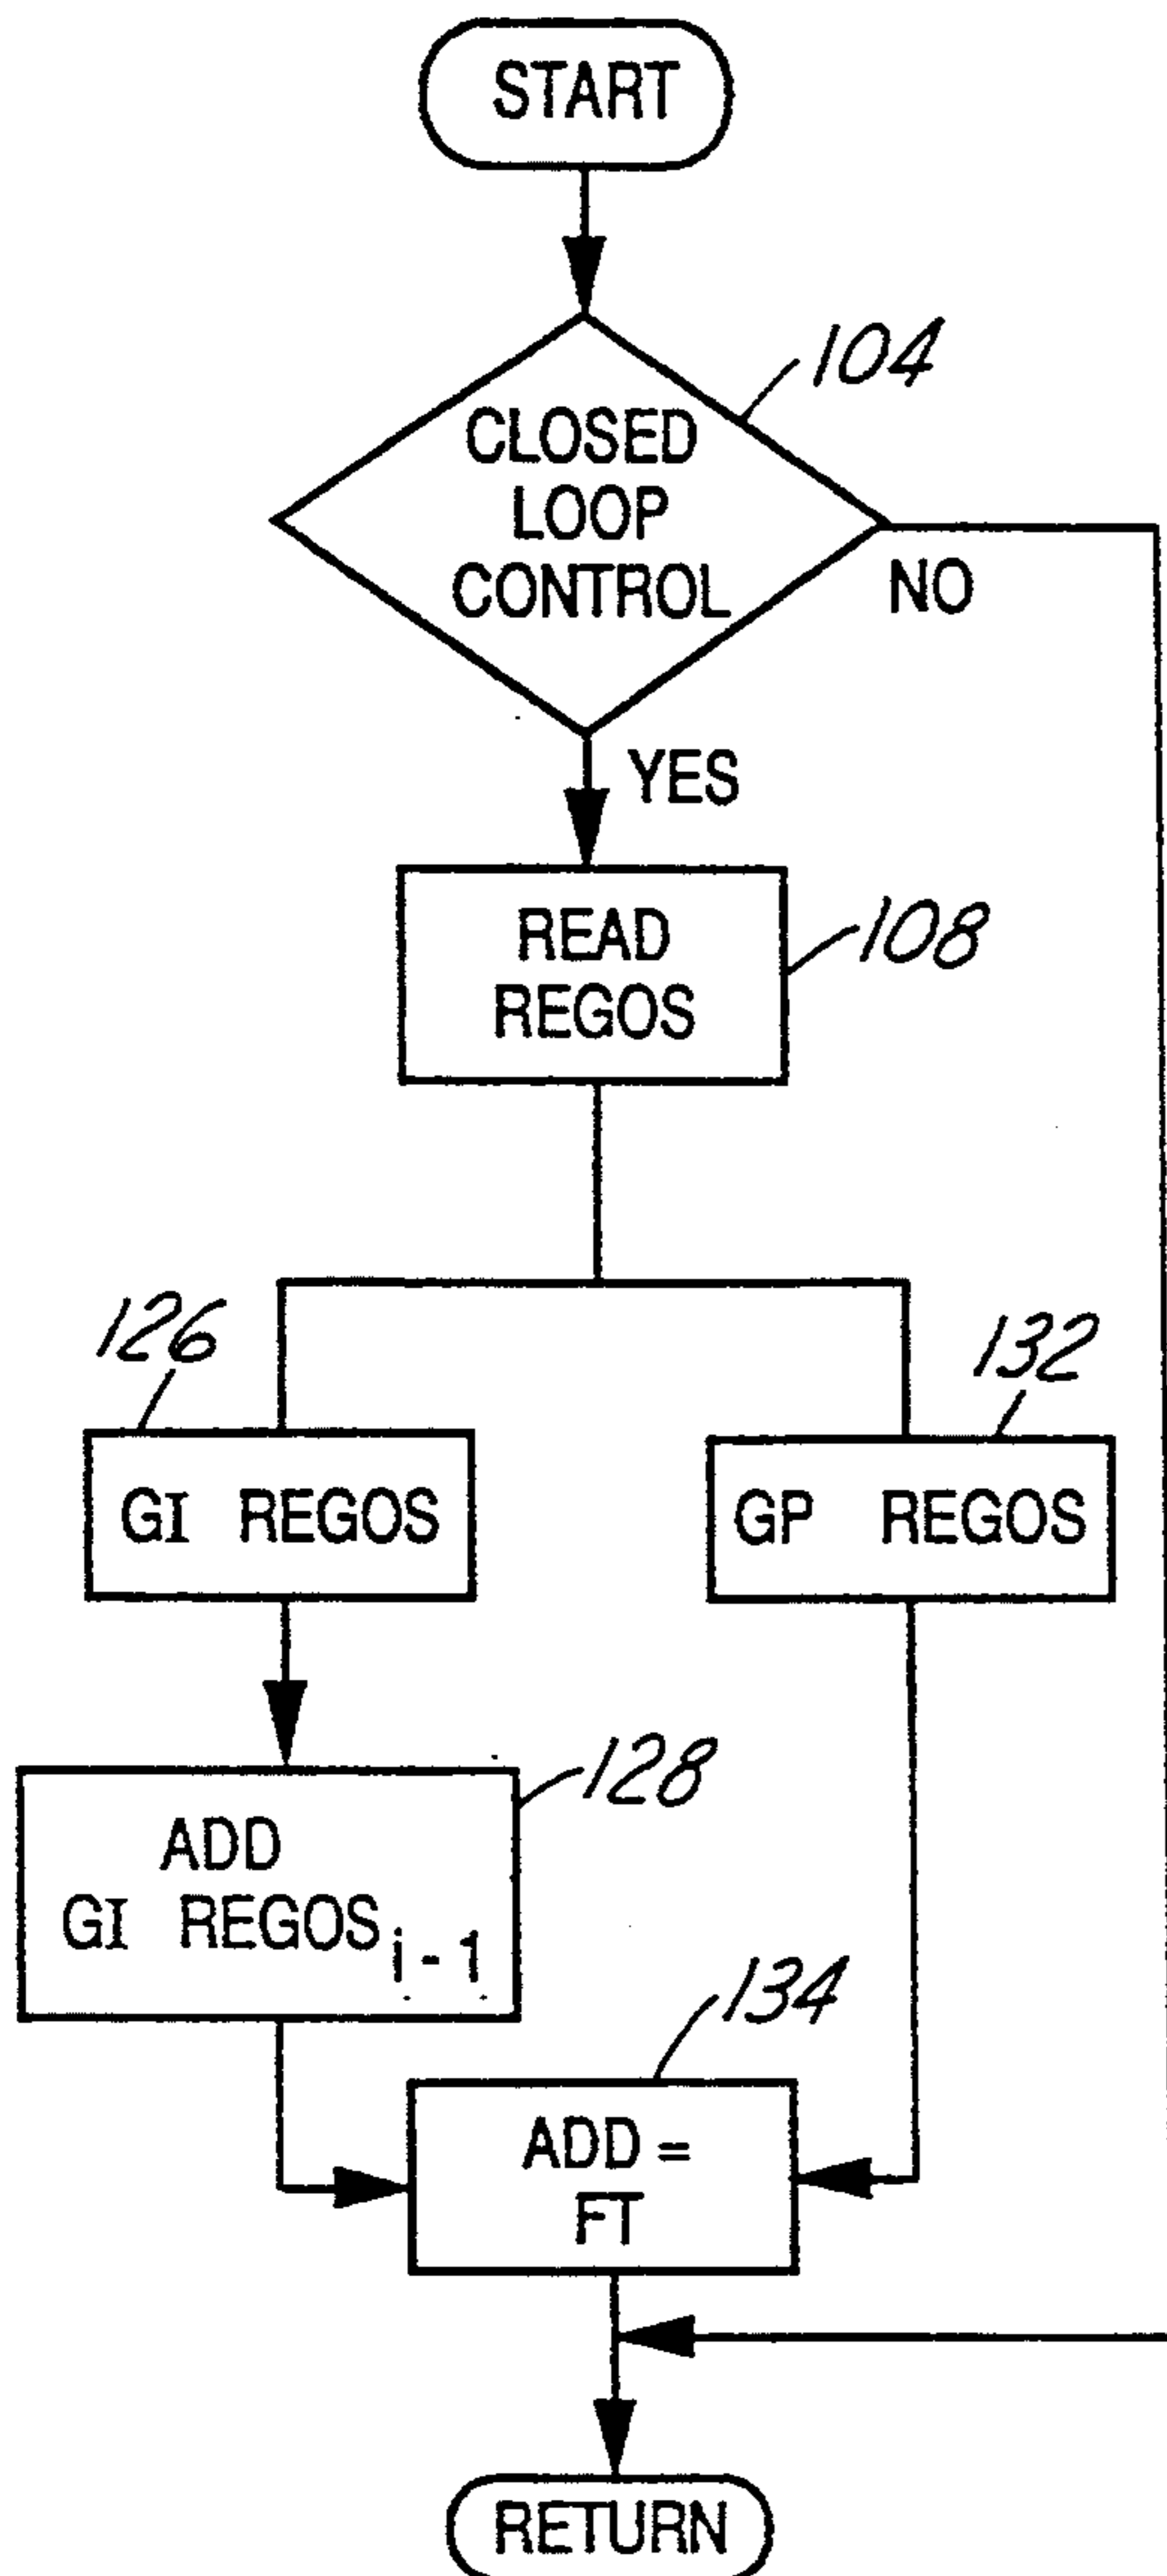 START
104
CLOSED
LOOP
CONTROL
NO
YES
READ
REGOS
108
126
132
GI REGOS
GP REGOS
128
ADD
GI REGOS i - 1
134
ADD =
FT
RETURN